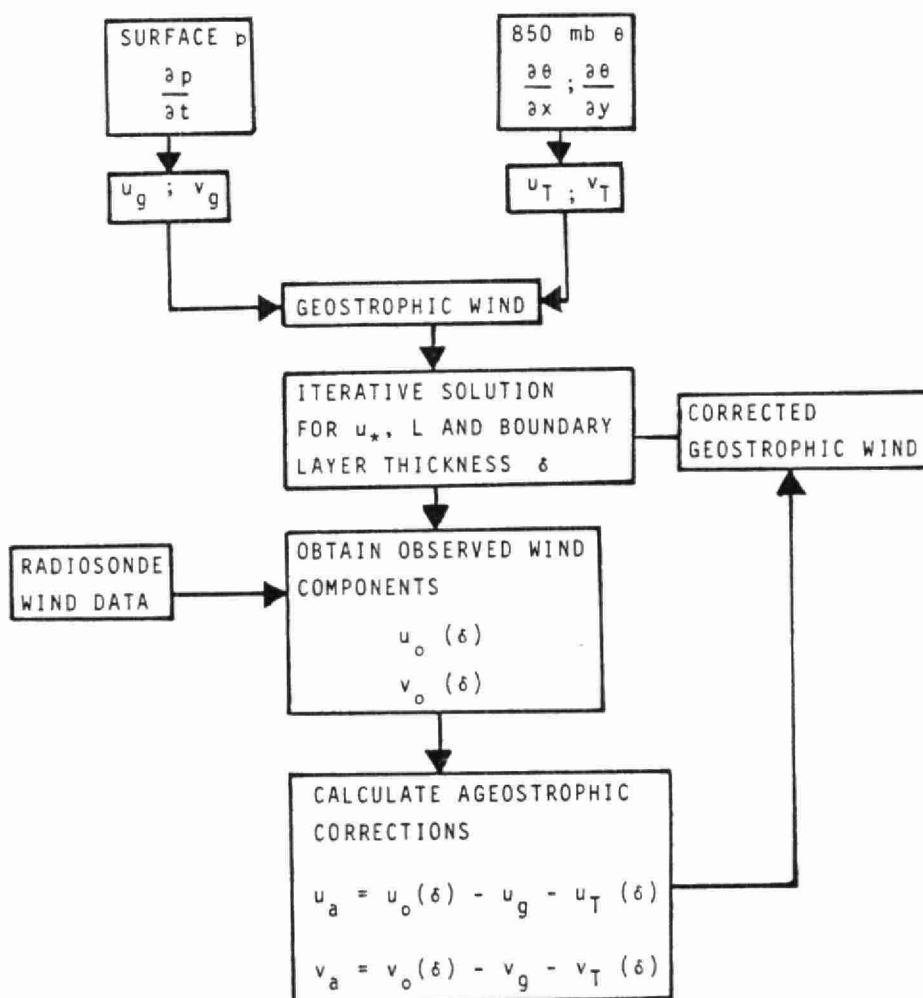 SURFACE p
∂p
∂t
850 mb θ
∂θ ; ∂θ
∂x ∂y
u_g ; v_g
u_T ; v_T
GEOSTROPHIC WIND
ITERATIVE SOLUTION
FOR u_*, L AND BOUNDARY
LAYER THICKNESS δ
CORRECTED
GEOSTROPHIC WIND
RADIOSONDE
WIND DATA
OBTAIN OBSERVED WIND
COMPONENTS
u_o (δ)
v_o (δ)
CALCULATE AGEOSTROPHIC
CORRECTIONS
u_a = u_o(δ) - u_g - u_T (δ)
v_a = v_o(δ) - v_g - v_T (δ)